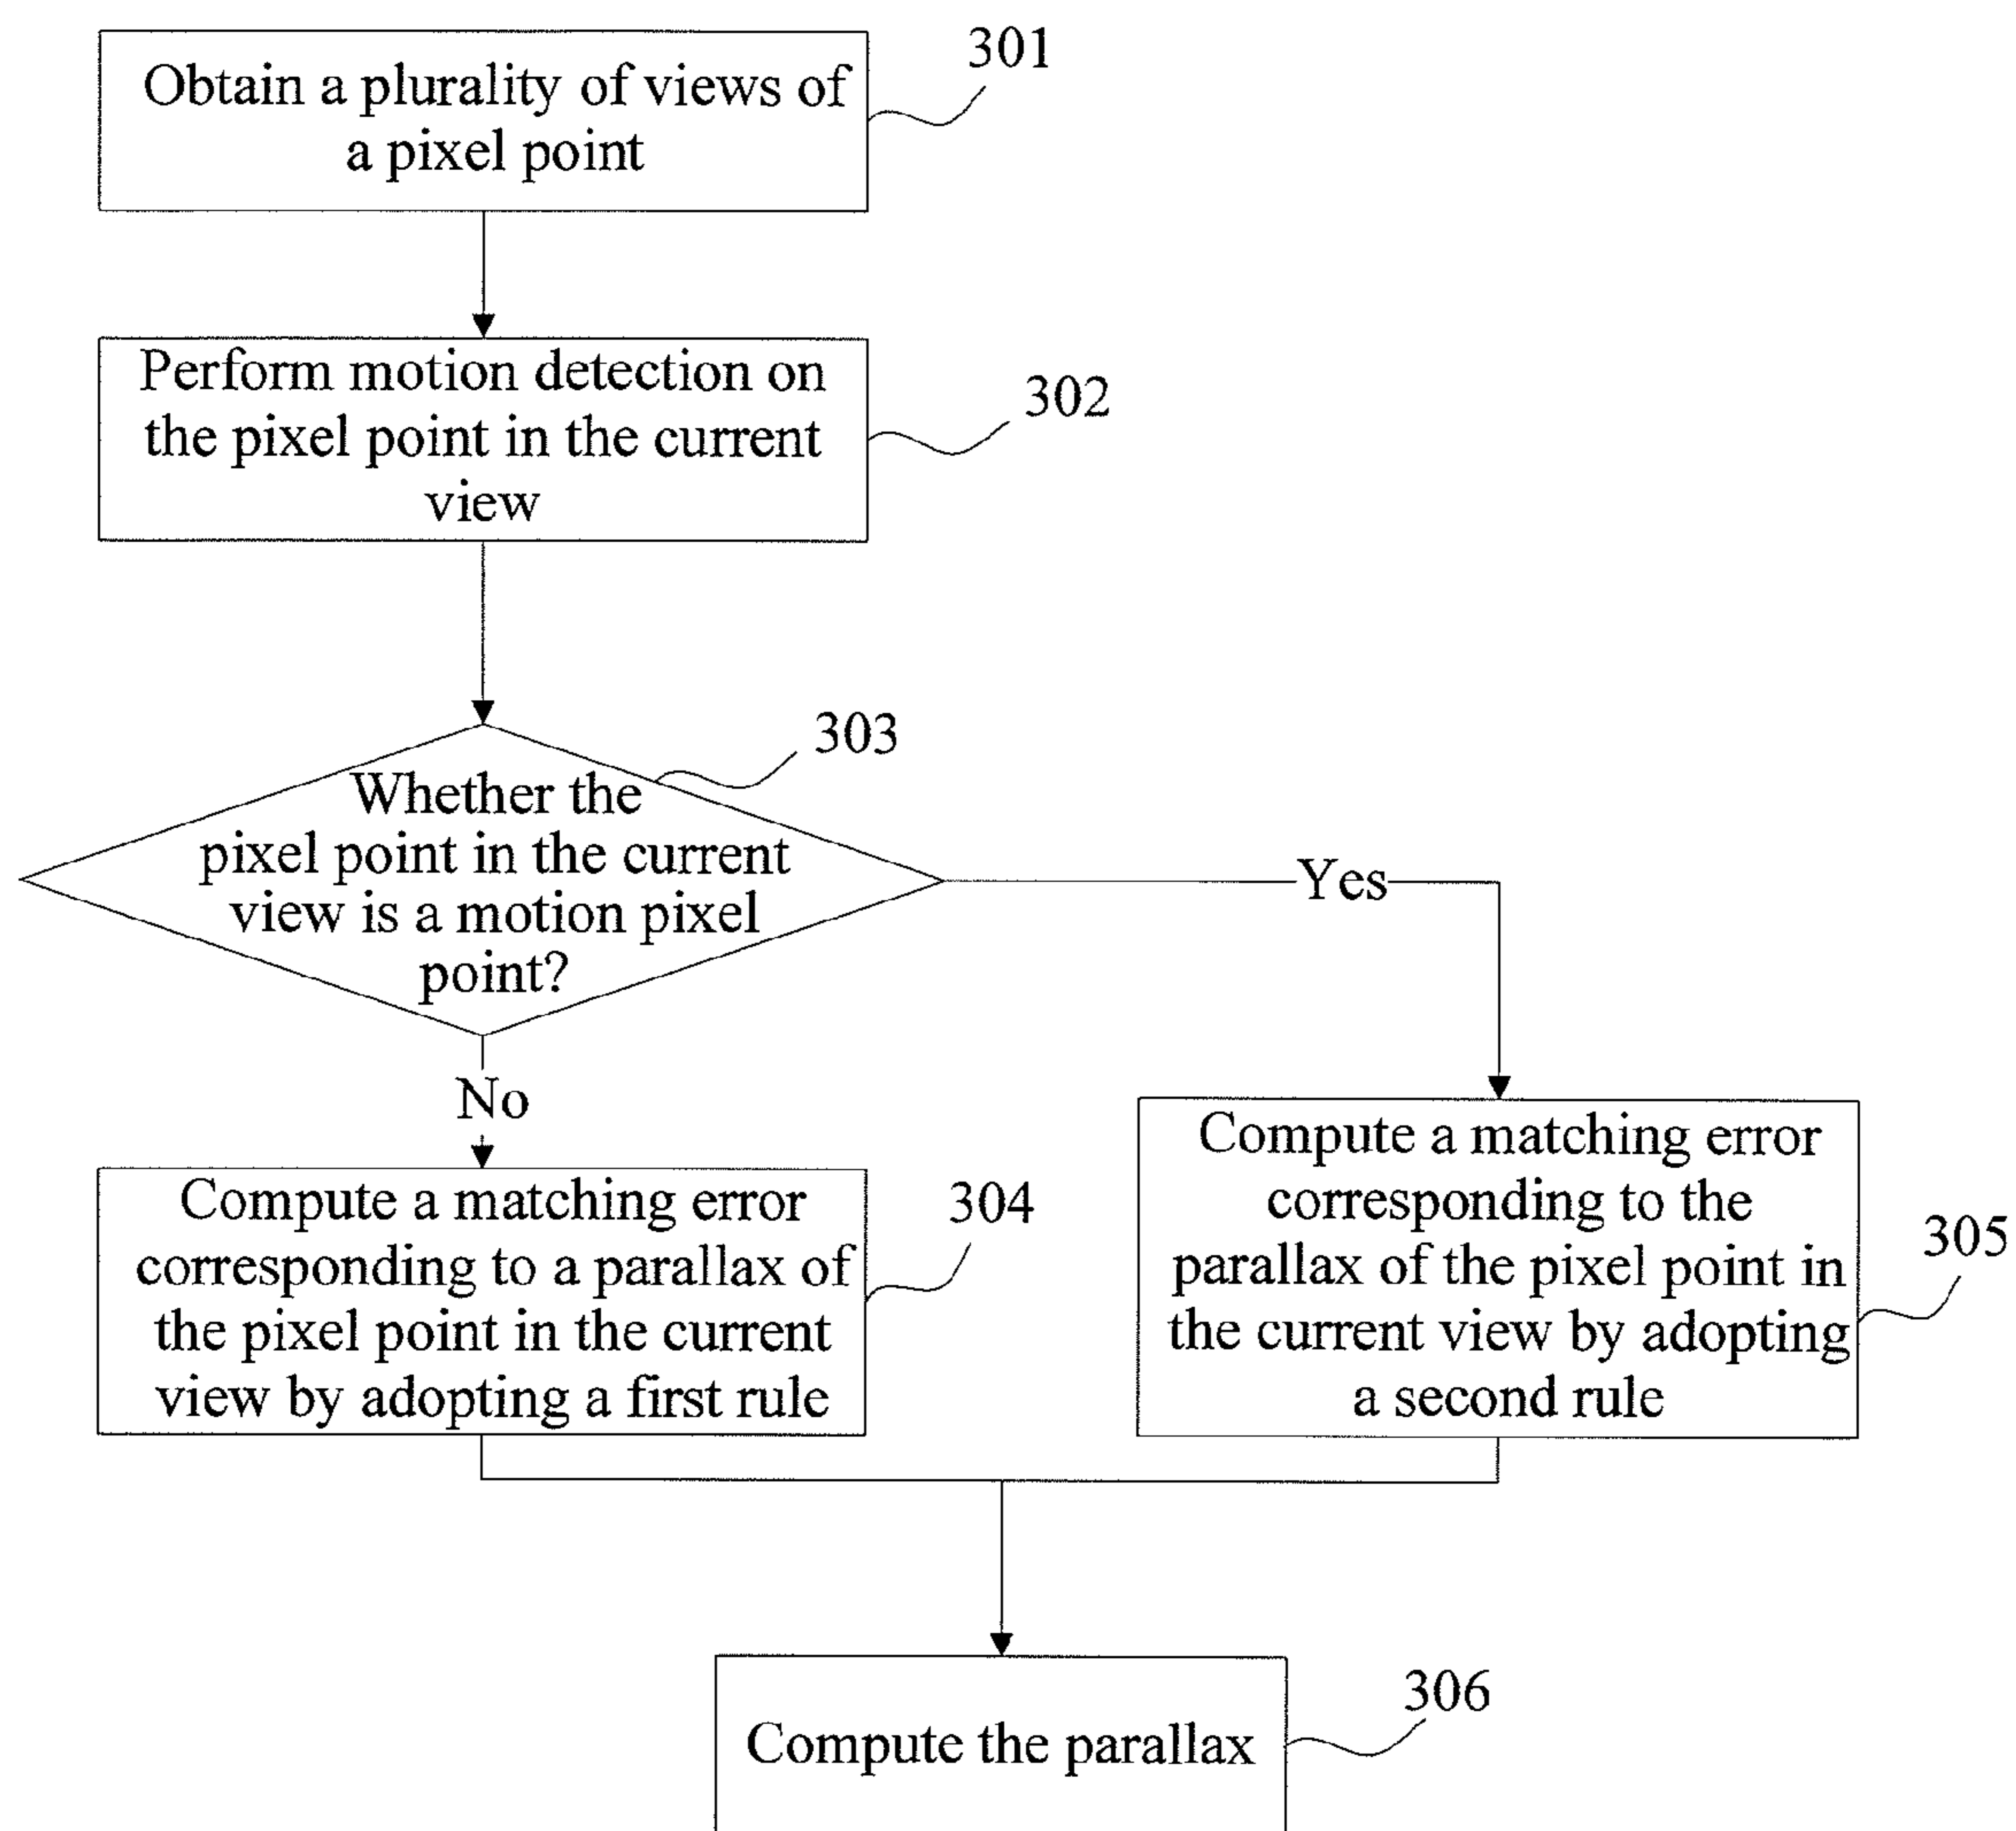 301
Obtain a plurality of views of
a pixel point
302
Perform motion detection on
the pixel point in the current
view
303
Whether the
pixel point in the current
view is a motion pixel
point?
Yes
No
304
Compute a matching error
corresponding to a parallax of
the pixel point in the current
view by adopting a first rule
305
Compute a matching error
corresponding to the
parallax of the pixel point in
the current view by adopting
a second rule
306
Compute the parallax